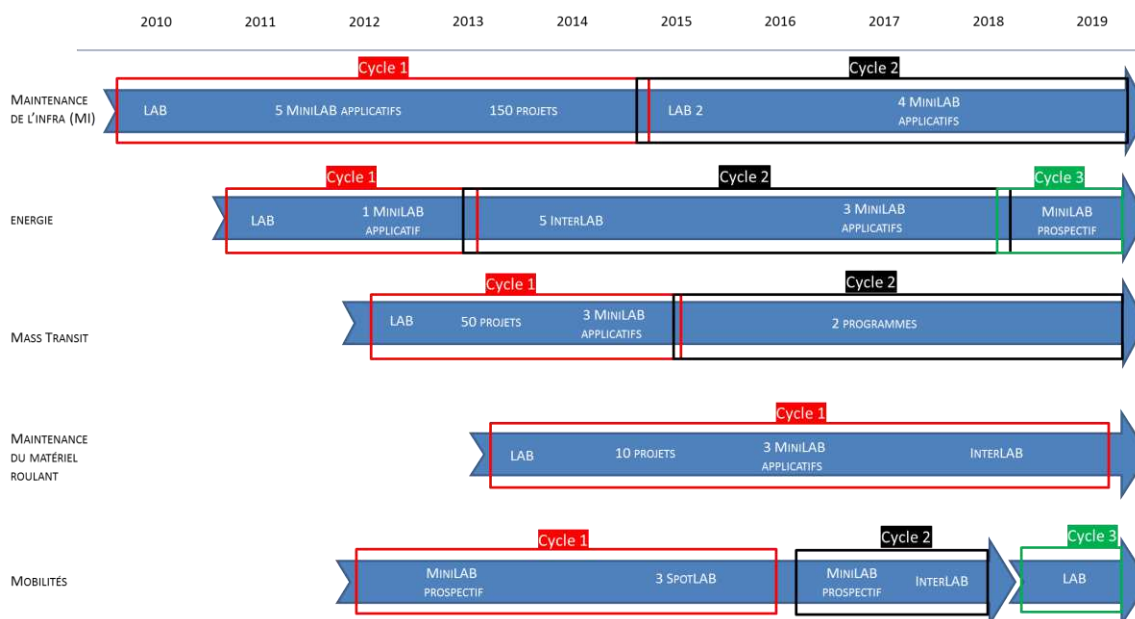 2010 2011 2012 2013 2014 2015 2016 2017 2018 2019
Cycle 1 Cycle 2
MAINTENANCE
DE L'INFRA (MI)
LAB 5 MINILAB APPLICATIFS 150 PROJETS LAB 2 4 MINILAB
APPLICATIFS
Cycle 1 Cycle 2 Cycle 3
ENERGIE
LAB 1 MINILAB
APPLICATIF
5 INTERLAB 3 MINILAB
APPLICATIFS
MINILAB
PROSPECTIF
Cycle 1 Cycle 2
MASS TRANSIT
LAB 50 PROJETS 3 MINILAB
APPLICATIFS
2 PROGRAMMES
Cycle 1
MAINTENANCE
DU MATÉRIEL
ROULANT
LAB 10 PROJETS 3 MINILAB
APPLICATIFS
INTERLAB
Cycle 1 Cycle 2 Cycle 3
MOBILITÉS
MINILAB
PROSPECTIF
3 SPOTLAB MINILAB
PROSPECTIF
INTERLAB LAB